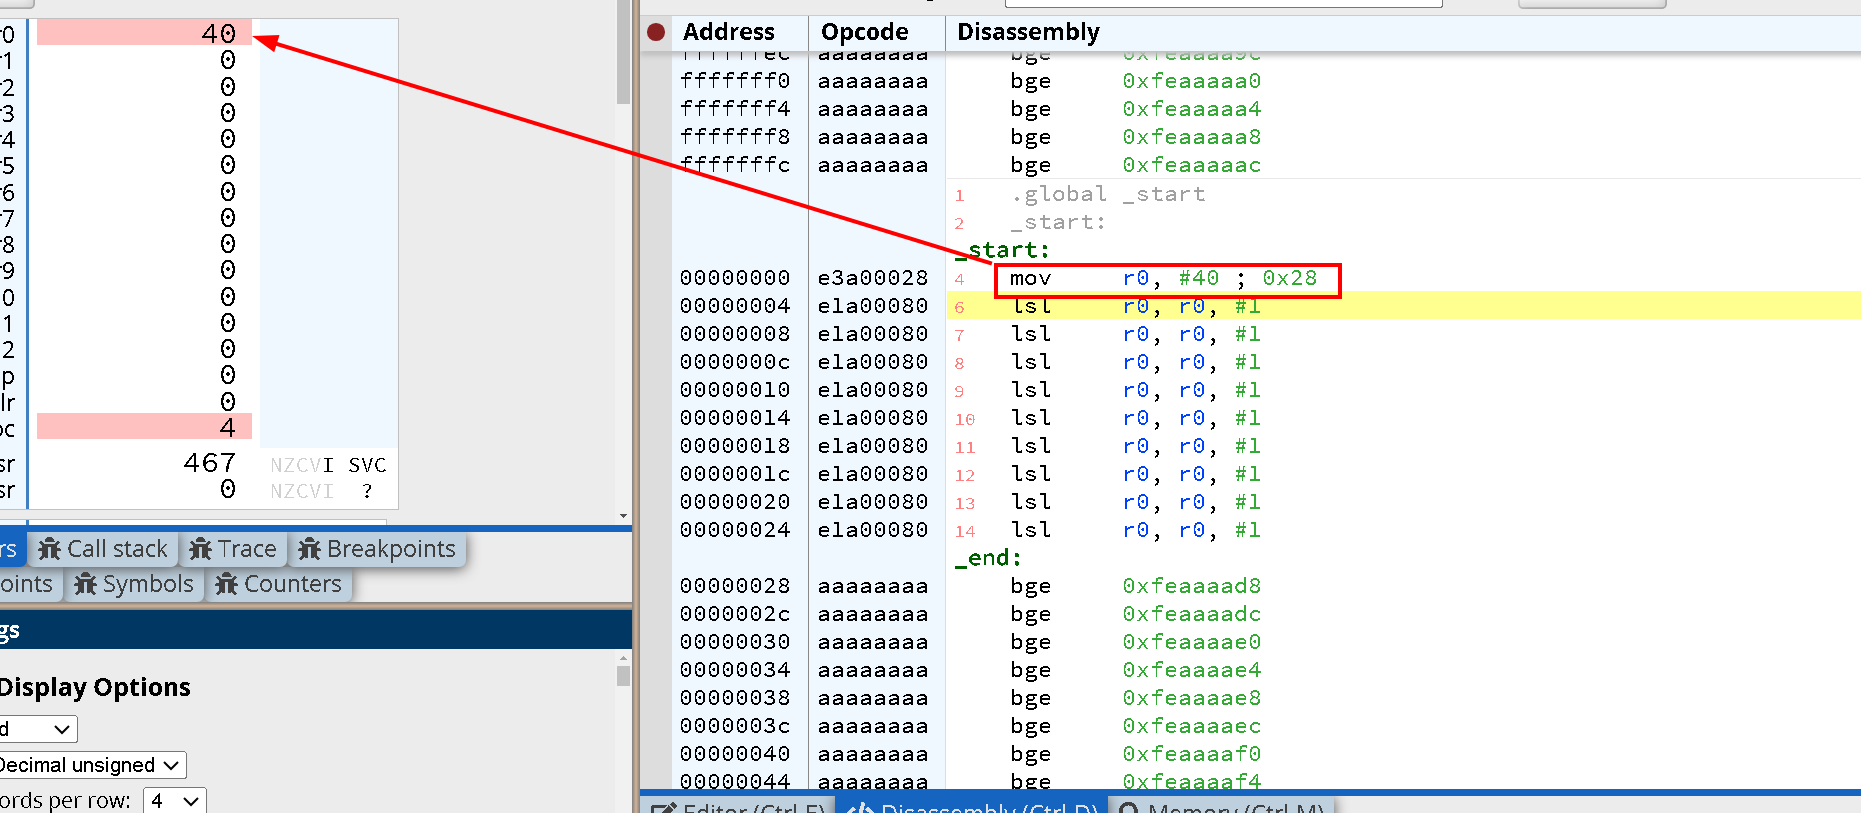 r0 40
r1 0
r2 0
r3 0
r4 0
r5 0
r6 0
r7 0
r8 0
r9 0
0 0
1 0
2 0
p 0
lr 0
pc 4
sr 467 NZCVI SVC
sr 0 NZCVI ?
rs Call stack Trace Breakpoints
points Symbols Counters
gs
Display Options
d
Decimal unsigned
ords per row: 4
Address Opcode Disassembly
ffffffec aaaaaaaa bge 0xfeaaaa9c
fffffff0 aaaaaaaa bge 0xfeaaaaa0
fffffff4 aaaaaaaa bge 0xfeaaaaa4
fffffff8 aaaaaaaa bge 0xfeaaaaa8
fffffffc aaaaaaaa bge 0xfeaaaaac
1 .global _start
2 _start:
_start:
00000000 e3a00028 4 mov r0, #40 ; 0x28
00000004 e1a00080 6 lsl r0, r0, #1
00000008 e1a00080 7 lsl r0, r0, #1
0000000c e1a00080 8 lsl r0, r0, #1
00000010 e1a00080 9 lsl r0, r0, #1
00000014 e1a00080 10 lsl r0, r0, #1
00000018 e1a00080 11 lsl r0, r0, #1
0000001c e1a00080 12 lsl r0, r0, #1
00000020 e1a00080 13 lsl r0, r0, #1
00000024 e1a00080 14 lsl r0, r0, #1
_end:
00000028 aaaaaaaa bge 0xfeaaaad8
0000002c aaaaaaaa bge 0xfeaaaadc
00000030 aaaaaaaa bge 0xfeaaaae0
00000034 aaaaaaaa bge 0xfeaaaae4
00000038 aaaaaaaa bge 0xfeaaaae8
0000003c aaaaaaaa bge 0xfeaaaaec
00000040 aaaaaaaa bge 0xfeaaaaf0
00000044 aaaaaaaa bge 0xfeaaaaf4
Editor (Ctrl-E) Disassembly (Ctrl-D) Memory (Ctrl-M)